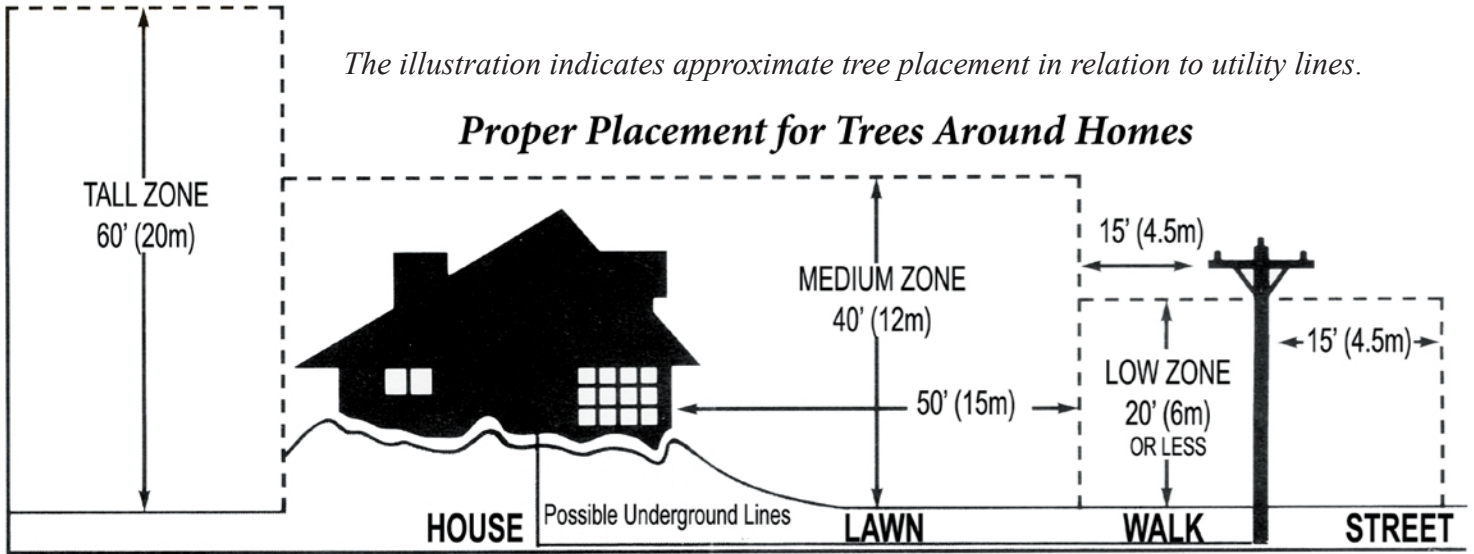 The illustration indicates approximate tree placement in relation to utility lines.
Proper Placement for Trees Around Homes
TALL ZONE
60' (20m)
MEDIUM ZONE
40' (12m)
15' (4.5m)
15' (4.5m)
LOW ZONE
20' (6m)
OR LESS
50' (15m)
Possible Underground Lines
HOUSE
LAWN
WALK
STREET